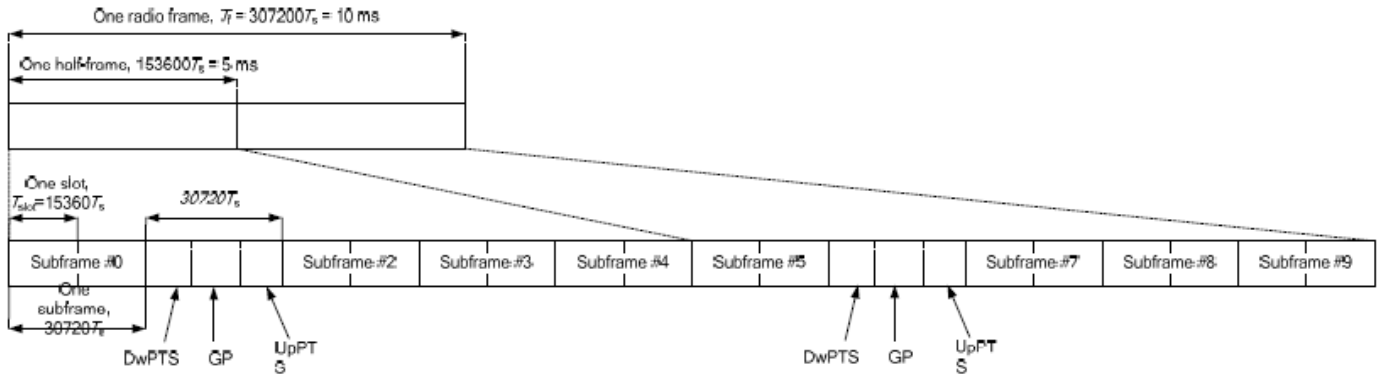 One radio frame, Tf = 307200Ts = 10 ms
One half-frame, 153600Ts = 5 ms
One slot,
Tslot=15360Ts
30720Ts
Subframe #0
Subframe #2
Subframe #3
Subframe #4
Subframe #5
Subframe #7
Subframe #8
Subframe #9
One
subframe,
30720Ts
DwPTS
GP
UpPT
S
DwPTS
GP
UpPT
S